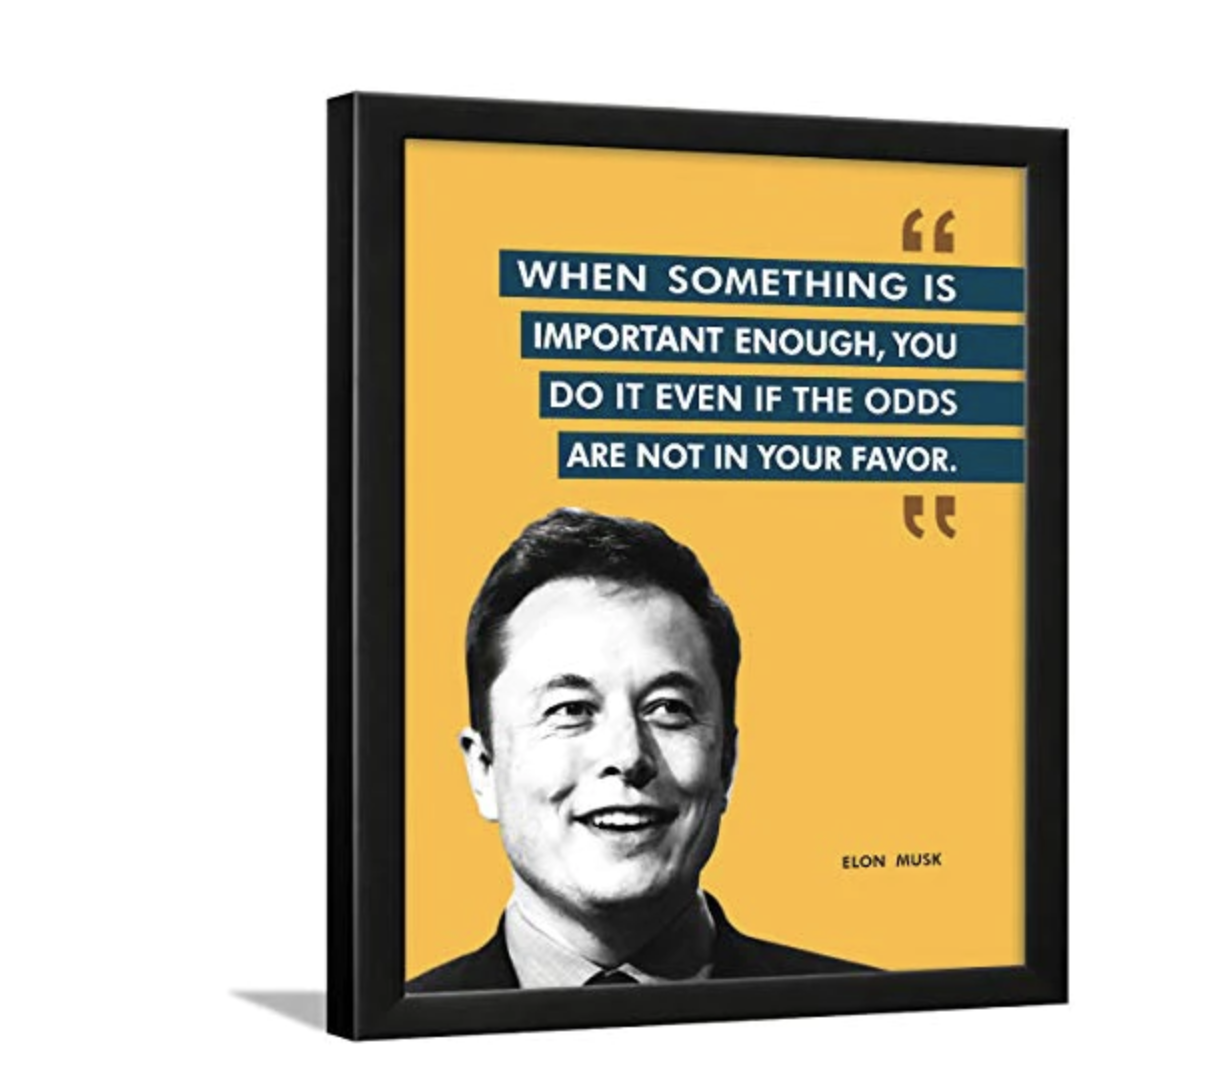 “
WHEN SOMETHING IS
IMPORTANT ENOUGH, YOU
DO IT EVEN IF THE ODDS
ARE NOT IN YOUR FAVOR.
”
ELON MUSK